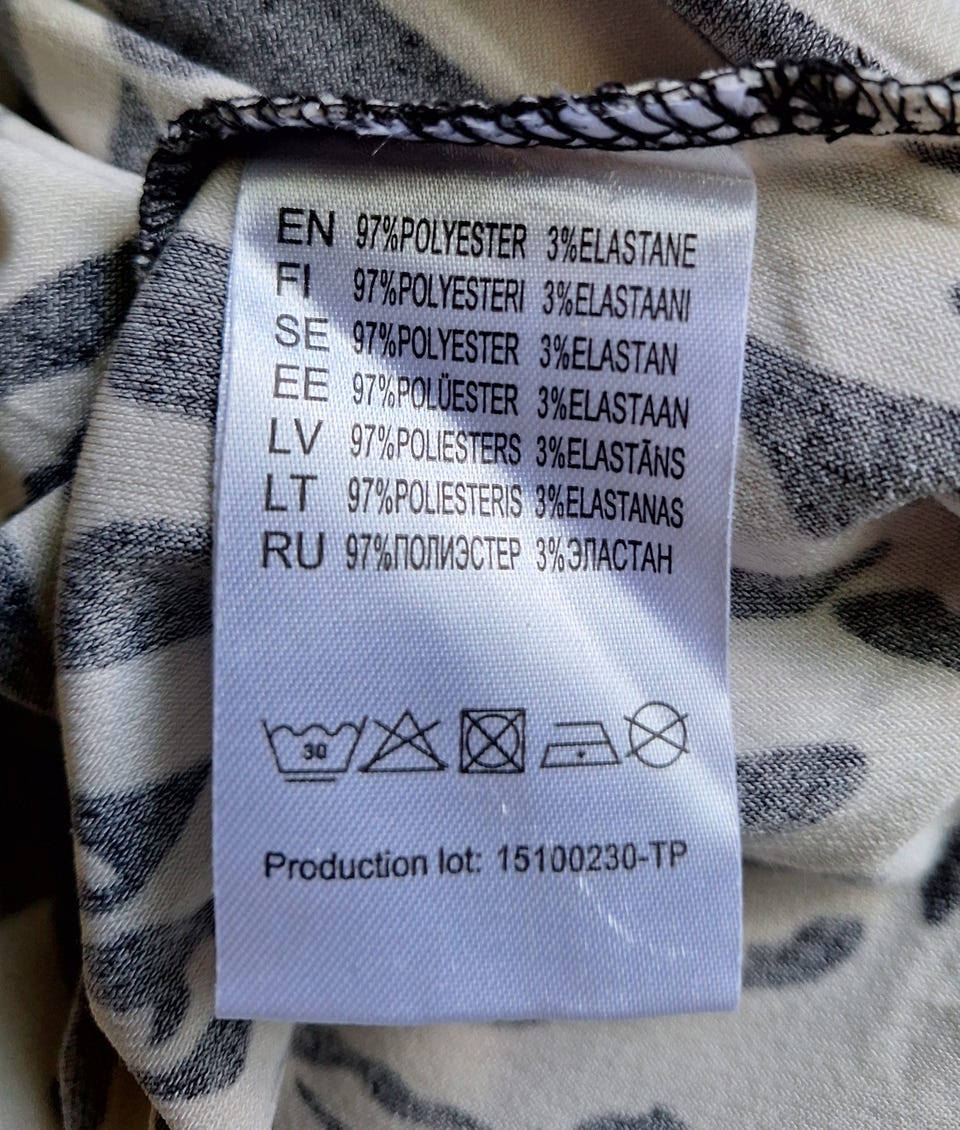 EN 97%POLYESTER 3%ELASTANE
FI 97%POLYESTERI 3%ELASTAANI
SE 97%POLYESTER 3%ELASTAN
EE 97%POLÜESTER 3%ELASTAAN
LV 97%POLIESTERS 3%ELASTĀNS
LT 97%POLIESTERIS 3%ELASTANAS
RU 97%ПОЛИЭСТЕР 3%ЭЛАСТАН
30
Production lot: 15100230-TP